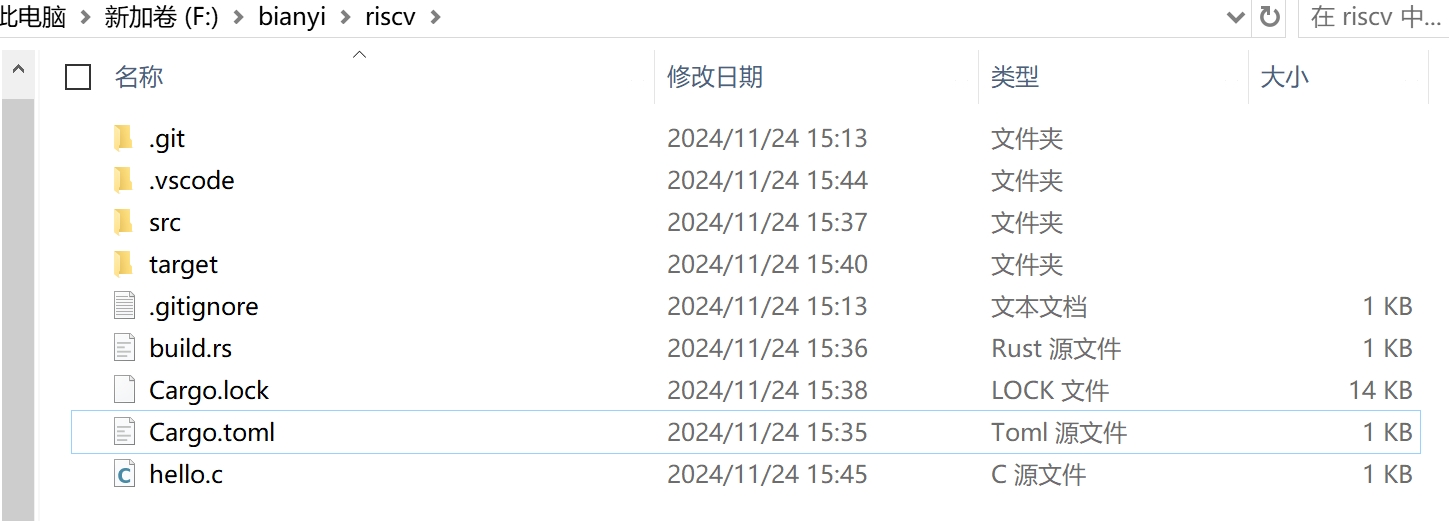 此电脑 > 新加卷 (F:) > bianyi > riscv > 在 riscv 中...
名称 修改日期 类型 大小
.git 2024/11/24 15:13 文件夹
.vscode 2024/11/24 15:44 文件夹
src 2024/11/24 15:37 文件夹
target 2024/11/24 15:40 文件夹
.gitignore 2024/11/24 15:13 文本文档 1 KB
build.rs 2024/11/24 15:36 Rust 源文件 1 KB
Cargo.lock 2024/11/24 15:38 LOCK 文件 14 KB
Cargo.toml 2024/11/24 15:35 Toml 源文件 1 KB
hello.c 2024/11/24 15:45 C 源文件 1 KB